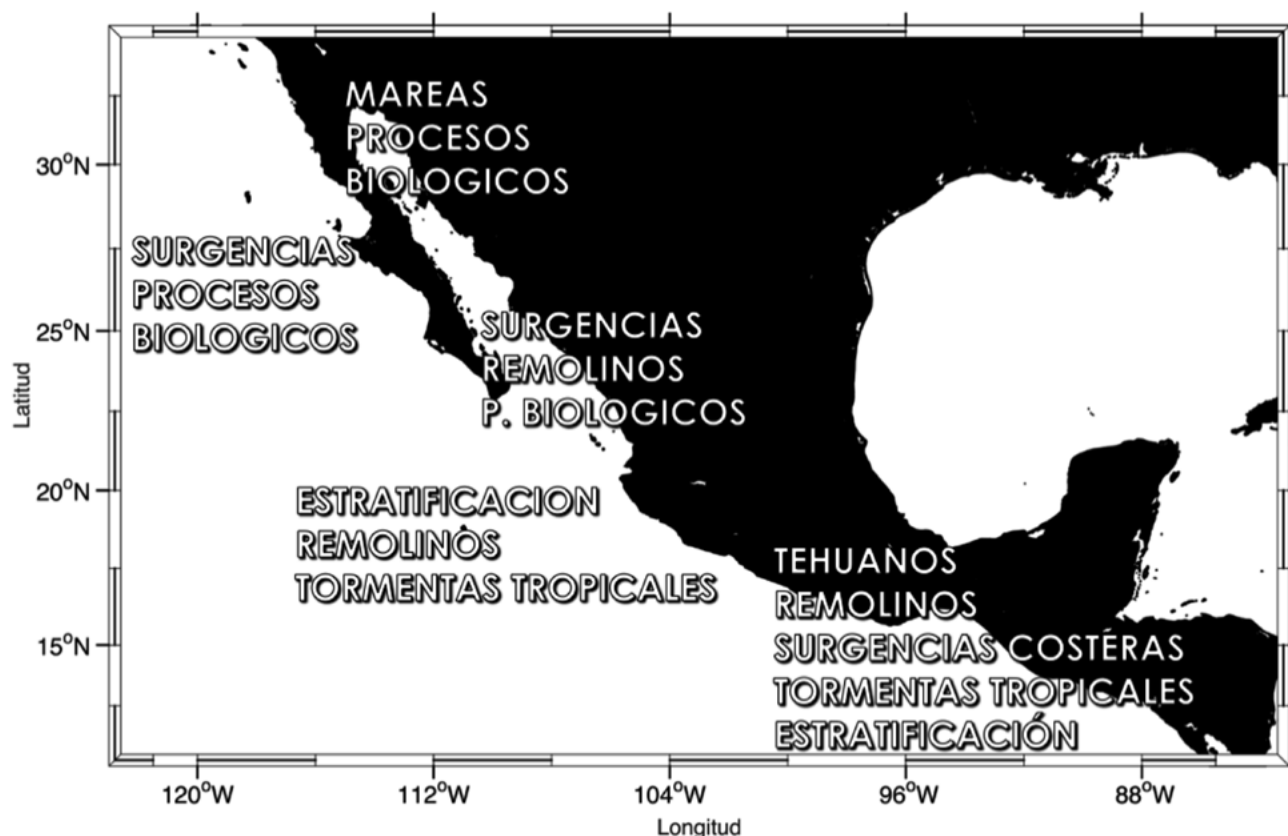 MAREAS
PROCESOS
BIOLOGICOS
30°N
SURGENCIAS
PROCESOS
BIOLOGICOS
25°N
SURGENCIAS
REMOLINOS
P. BIOLOGICOS
Latitud
20°N
ESTRATIFICACION
REMOLINOS
TORMENTAS TROPICALES
TEHUANOS
REMOLINOS
SURGENCIAS COSTERAS
TORMENTAS TROPICALES
ESTRATIFICACIÓN
15°N
120°W 112°W 104°W 96°W 88°W
Longitud